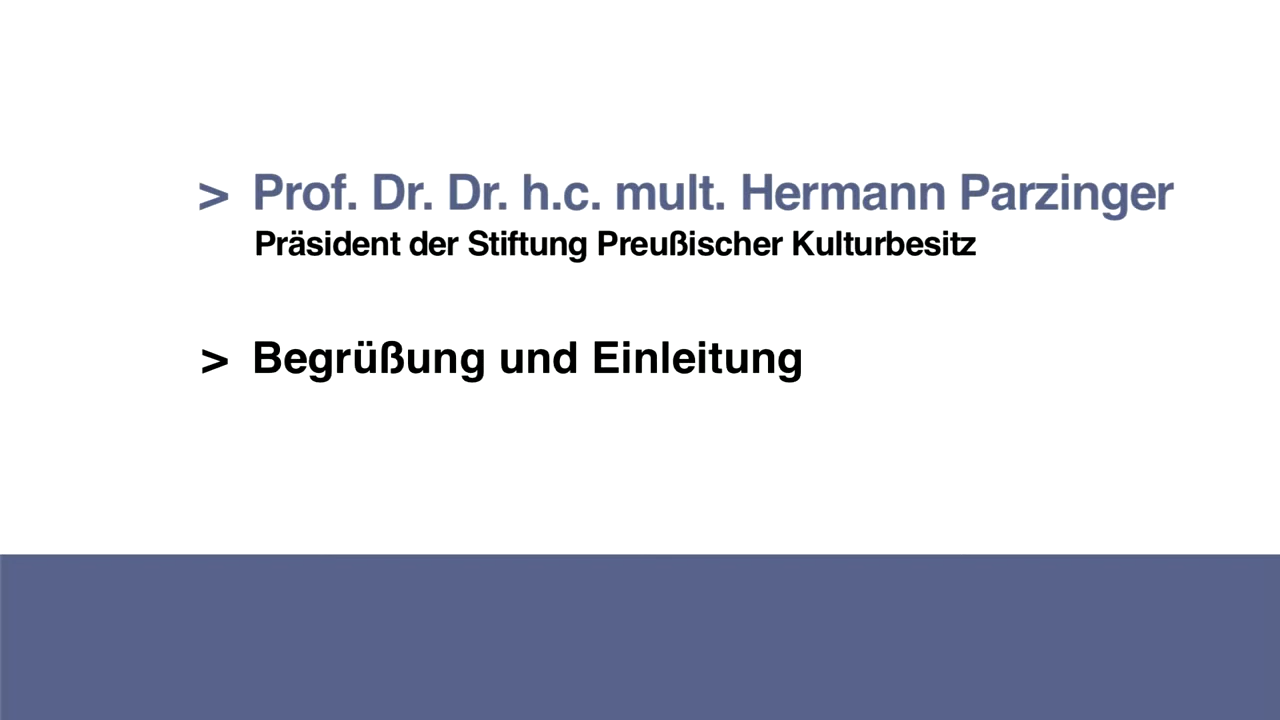 > Prof. Dr. Dr. h.c. mult. Hermann Parzinger
Präsident der Stiftung Preußischer Kulturbesitz
> Begrüßung und Einleitung